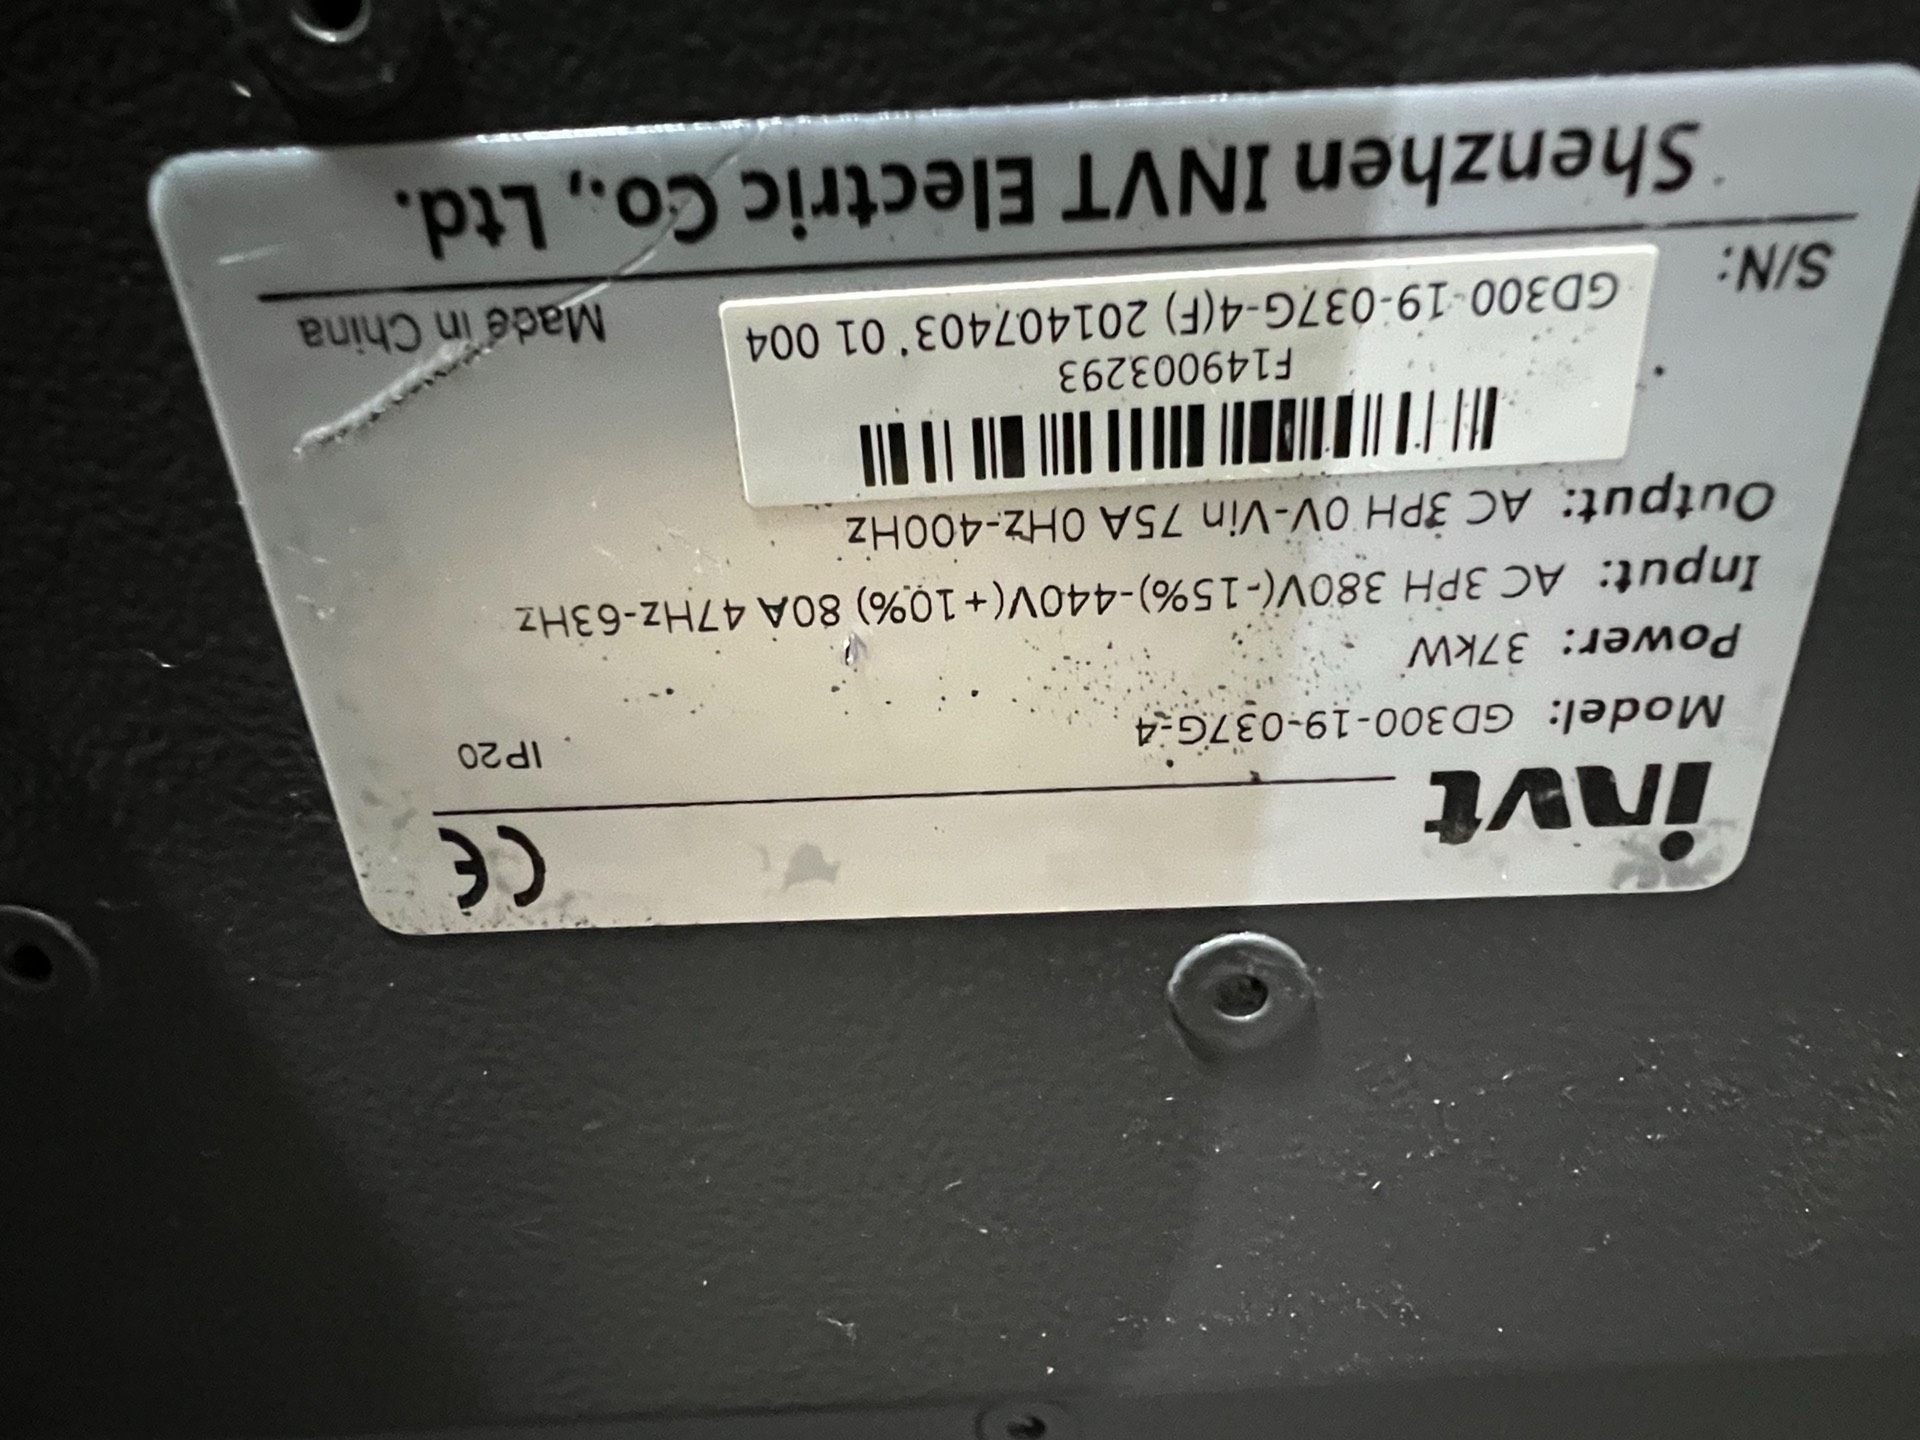 invt
CE
Model: GD300-19-037G-4
IP20
Power: 37kW
Input: AC 3PH 380V(-15%)-440V(+10%) 80A 47Hz-63Hz
Output: AC 3PH 0V-Vin 75A 0Hz-400Hz
F149003293
S/N: GD300-19-037G-4(F) 201407403 01 004
Made in China
Shenzhen INVT Electric Co., Ltd.